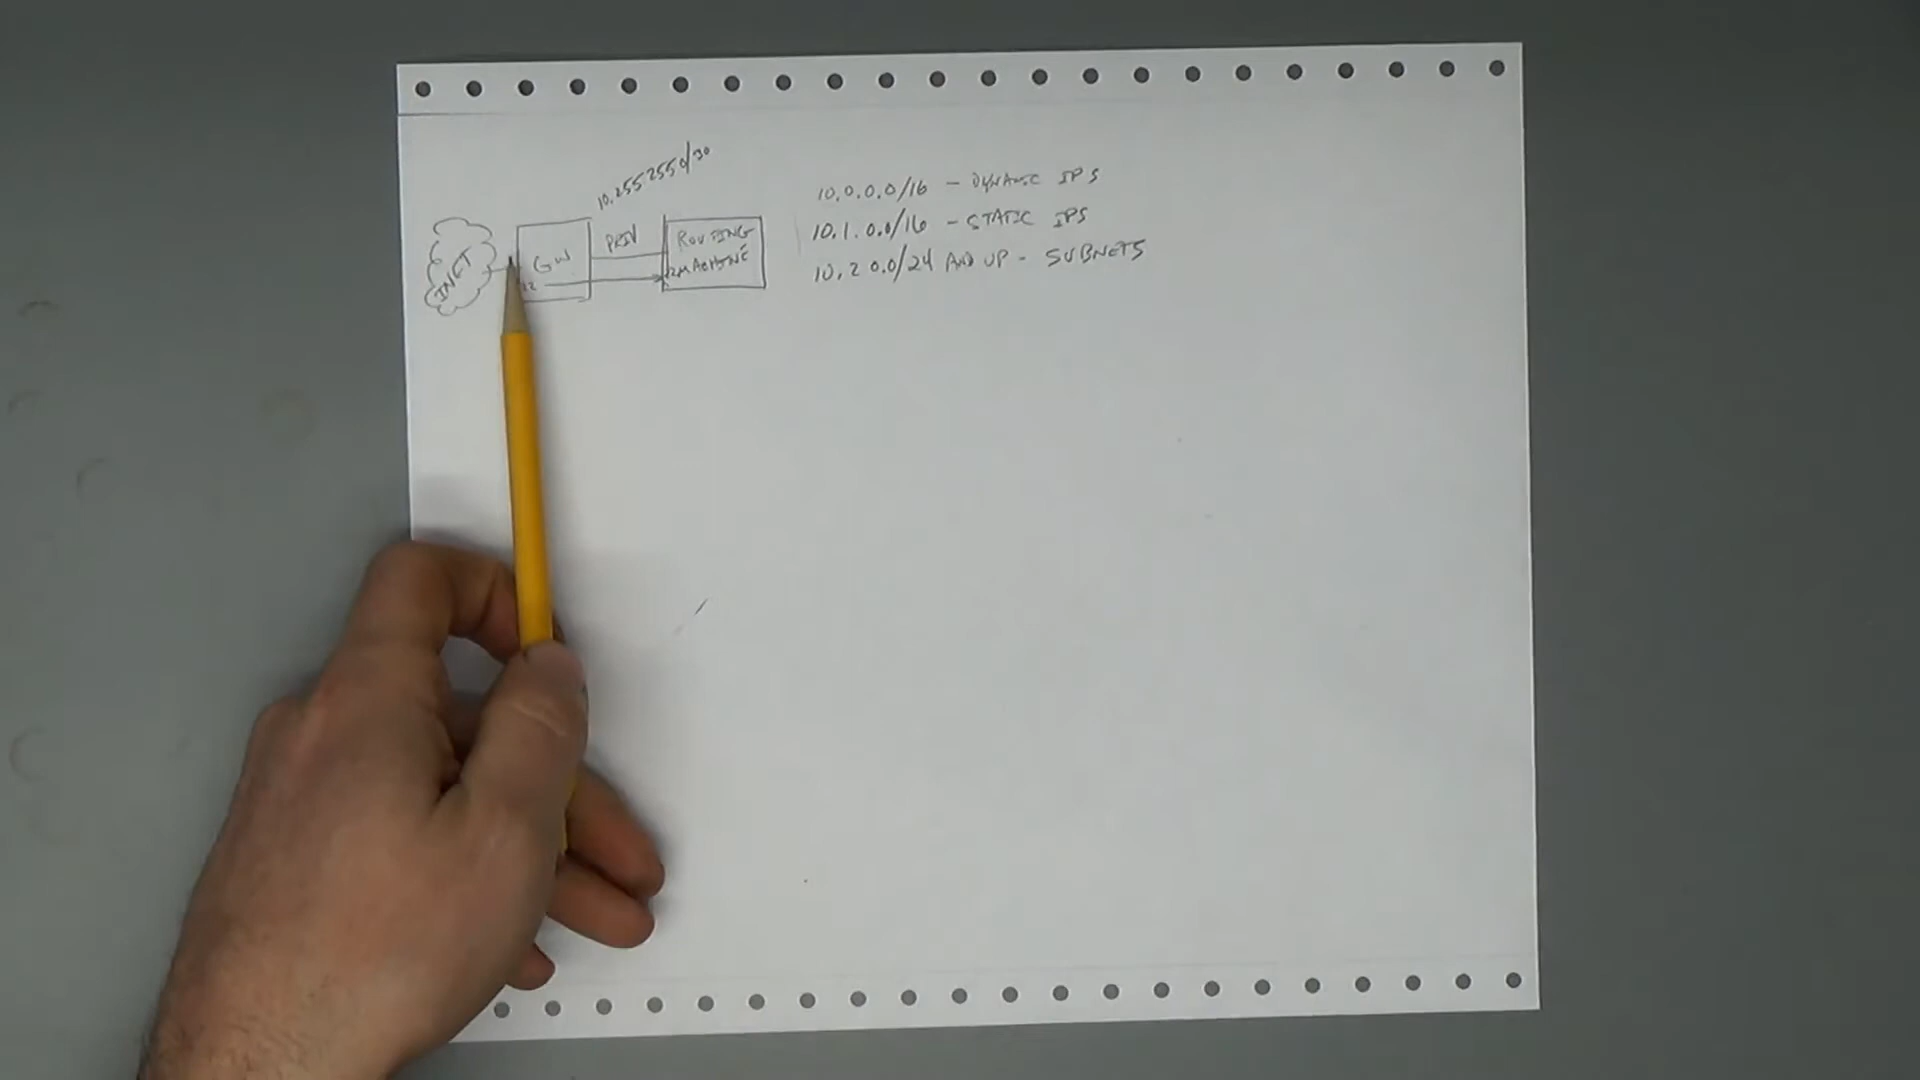 10.255 255 0/30
INET
GW
PRIV
ROUTING
MACHINE
10.0.0.0/16 - DYNAMIC IPS
10.1.0.0/16 - STATIC IPS
10.2 0.0/24 AND UP - SUBNETS